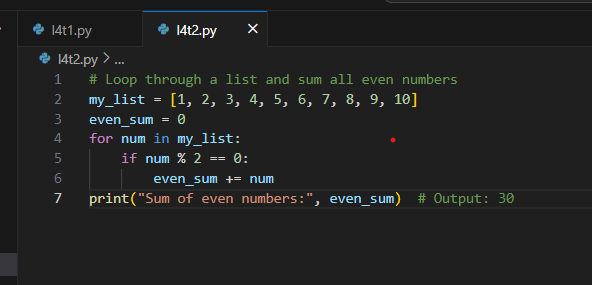 l4t1.py l4t2.py
l4t2.py > ...
1 # Loop through a list and sum all even numbers
2 my_list = [1, 2, 3, 4, 5, 6, 7, 8, 9, 10]
3 even_sum = 0
4 for num in my_list:
5     if num % 2 == 0:
6         even_sum += num
7 print("Sum of even numbers:", even_sum)  # Output: 30